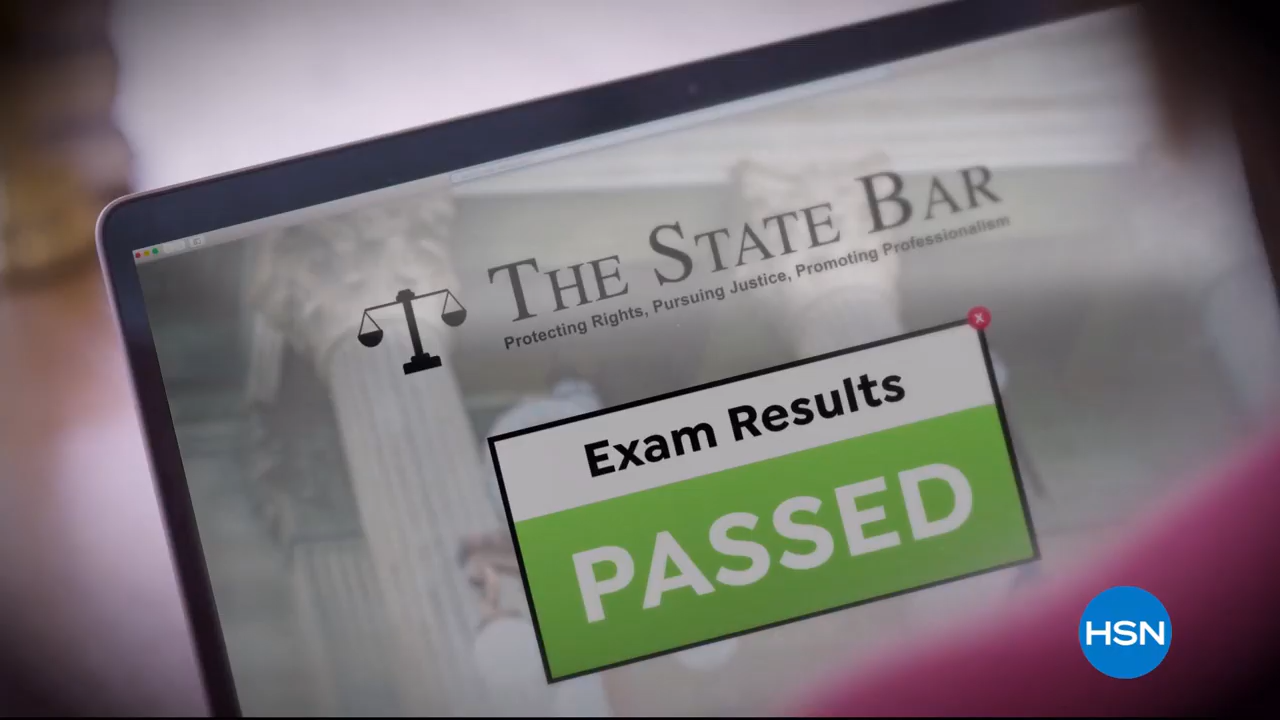 THE STATE BAR
Protecting Rights, Pursuing Justice, Promoting Professionalism
x
Exam Results
PASSED
HSN